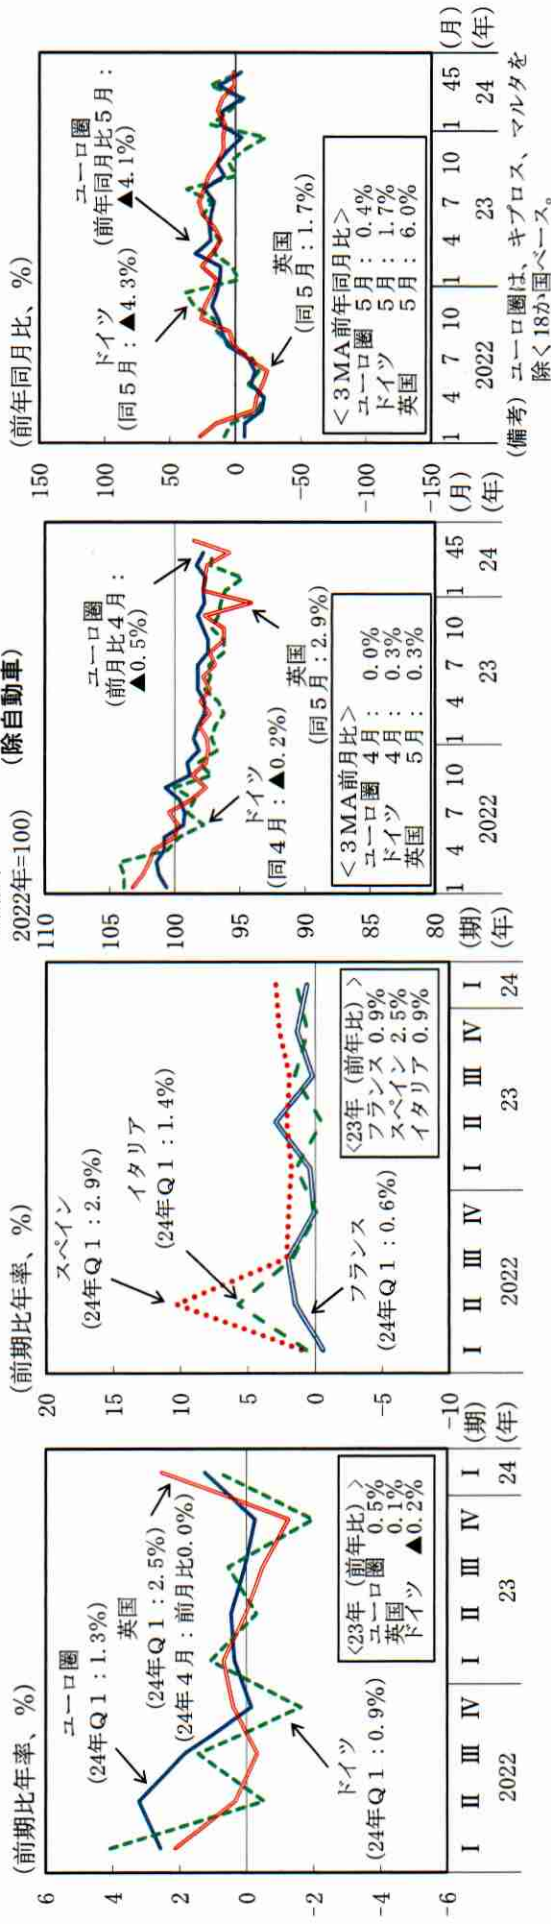 (前期比年率、%)
6
4
2
0
-2
-4
-6
ユーロ圏
(24年Q1:1.3%)
英国
(24年Q1:2.5%)
(24年4月:前月比0.0%)
ドイツ
(24年Q1:0.9%)
<23年(前年比)>
ユーロ圏 0.5%
英国 0.1%
ドイツ ▲0.2%
I II III IV I II III IV I (期)
2022 23 24 (年)
(前期比年率、%)
20
15
10
5
0
-5
-10
スペイン
(24年Q1:2.9%)
イタリア
(24年Q1:1.4%)
フランス
(24年Q1:0.6%)
<23年(前年比)>
フランス 0.9%
スペイン 2.5%
イタリア 0.9%
I II III IV I II III IV I (期)
2022 23 24 (年)
(除自動車)
2022年=100)
110
105
100
95
90
85
80
ユーロ圏
(前月比4月:
▲0.5%)
ドイツ
(同4月:▲0.2%)
英国
(同5月:2.9%)
<3MA前月比>
ユーロ圏 4月: 0.0%
ドイツ 4月: 0.3%
英国 5月: 0.3%
1 4 7 10 1 4 7 10 1 45 (月)
2022 23 24 (年)
(前年同月比、%)
150
100
50
0
-50
-100
-150
ドイツ
(同5月:▲4.3%)
ユーロ圏
(前年同月比5月:
▲4.1%)
英国
(同5月:1.7%)
<3MA前年同月比>
ユーロ圏 5月: 0.4%
ドイツ 5月: 1.7%
英国 5月: 6.0%
1 4 7 10 1 4 7 10 1 45 (月)
2022 23 24 (年)
(備考) ユーロ圏は、キプロス、マルタを
除く18か国ベース。